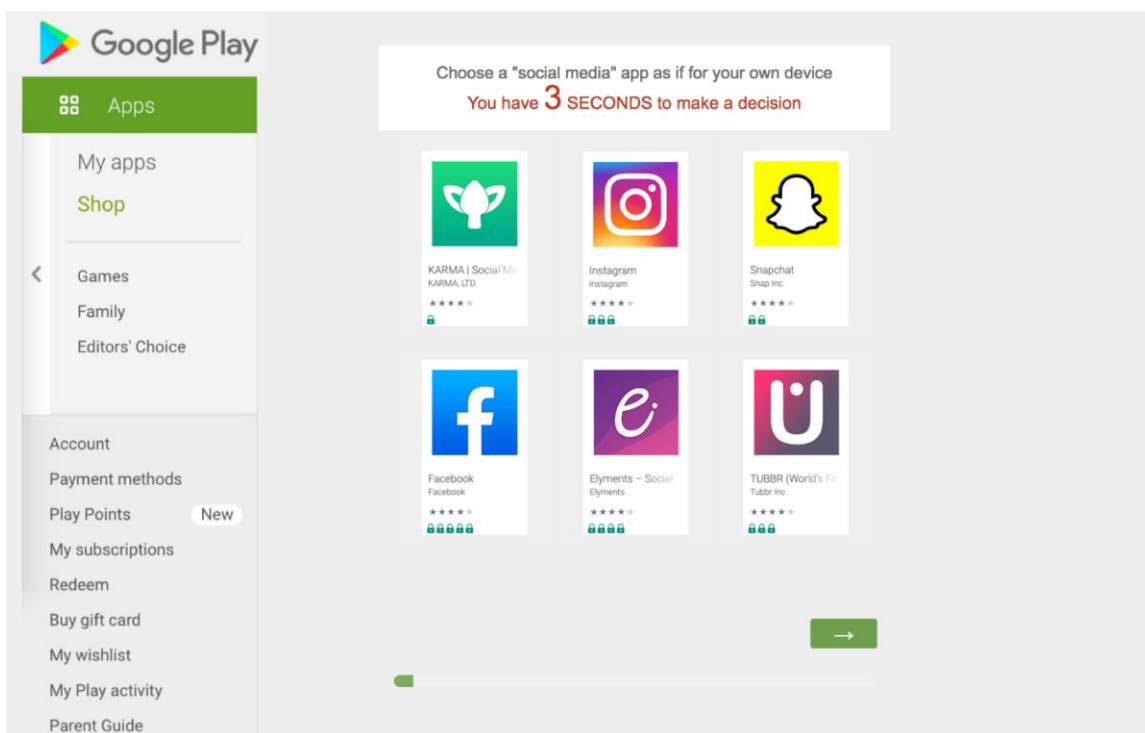 Google Play
Apps
My apps
Shop
Games
Family
Editors' Choice
Account
Payment methods
Play Points New
My subscriptions
Redeem
Buy gift card
My wishlist
My Play activity
Parent Guide
Choose a "social media" app as if for your own device
You have 3 SECONDS to make a decision
KARMA | Social Me
KARMA, LTD.
Instagram
Instagram
Snapchat
Snap Inc
Facebook
Facebook
Elyments – Social
Elyments
TUBBR (World's Fir
Tubbr Inc